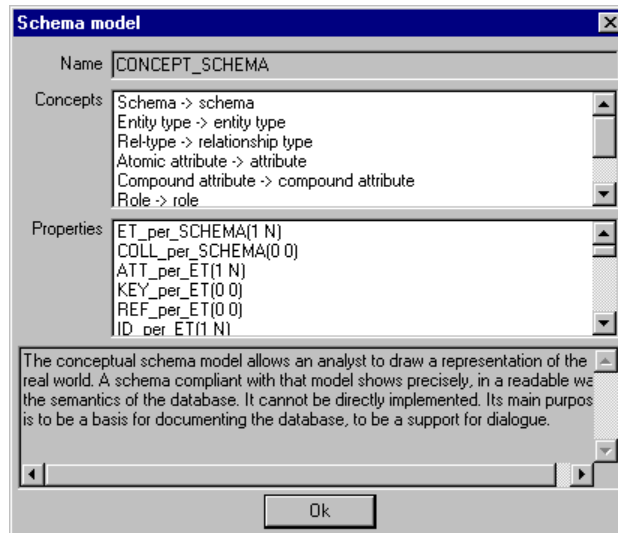 Schema model
Name CONCEPT_SCHEMA
Concepts Schema -> schema
Entity type -> entity type
Rel-type -> relationship type
Atomic attribute -> attribute
Compound attribute -> compound attribute
Role -> role
Properties ET_per_SCHEMA(1 N)
COLL_per_SCHEMA(0 0)
ATT_per_ET(1 N)
KEY_per_ET(0 0)
REF_per_ET(0 0)
ID_per_ET(1 N)
The conceptual schema model allows an analyst to draw a representation of the
real world. A schema compliant with that model shows precisely, in a readable wa
the semantics of the database. It cannot be directly implemented. Its main purpos
is to be a basis for documenting the database, to be a support for dialogue.
Ok